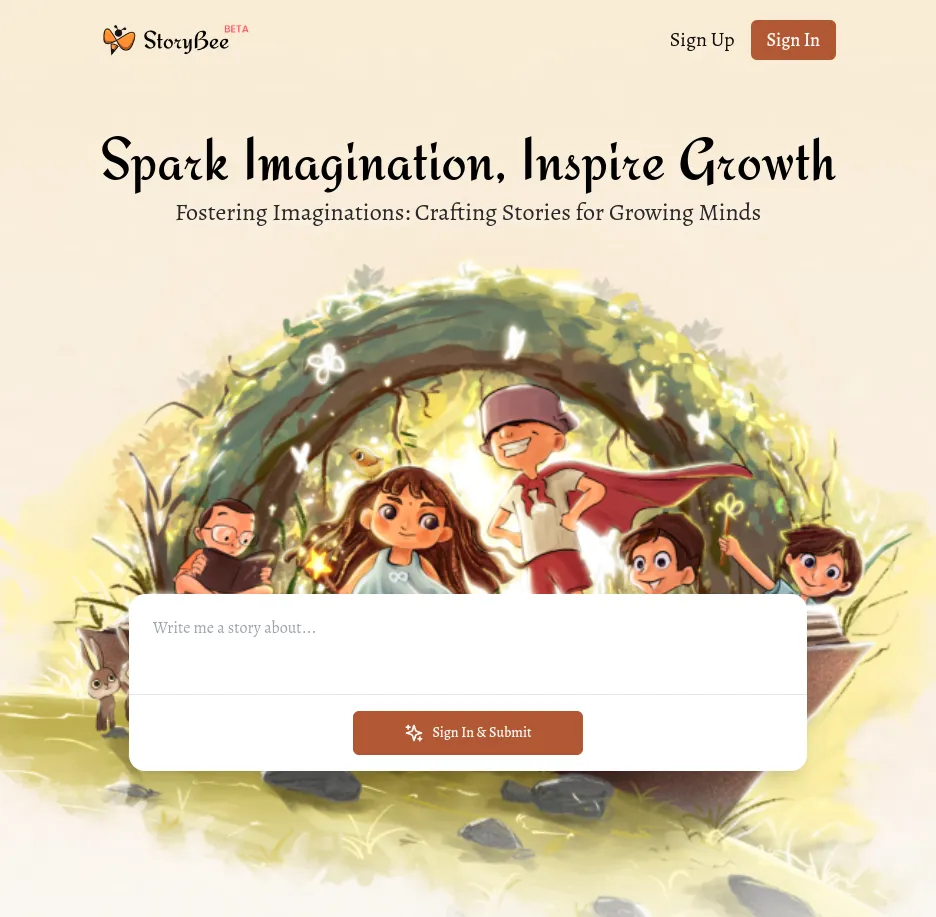 StoryBee BETA
Sign Up
Sign In
Spark Imagination, Inspire Growth
Fostering Imaginations: Crafting Stories for Growing Minds
Write me a story about...
Sign In & Submit